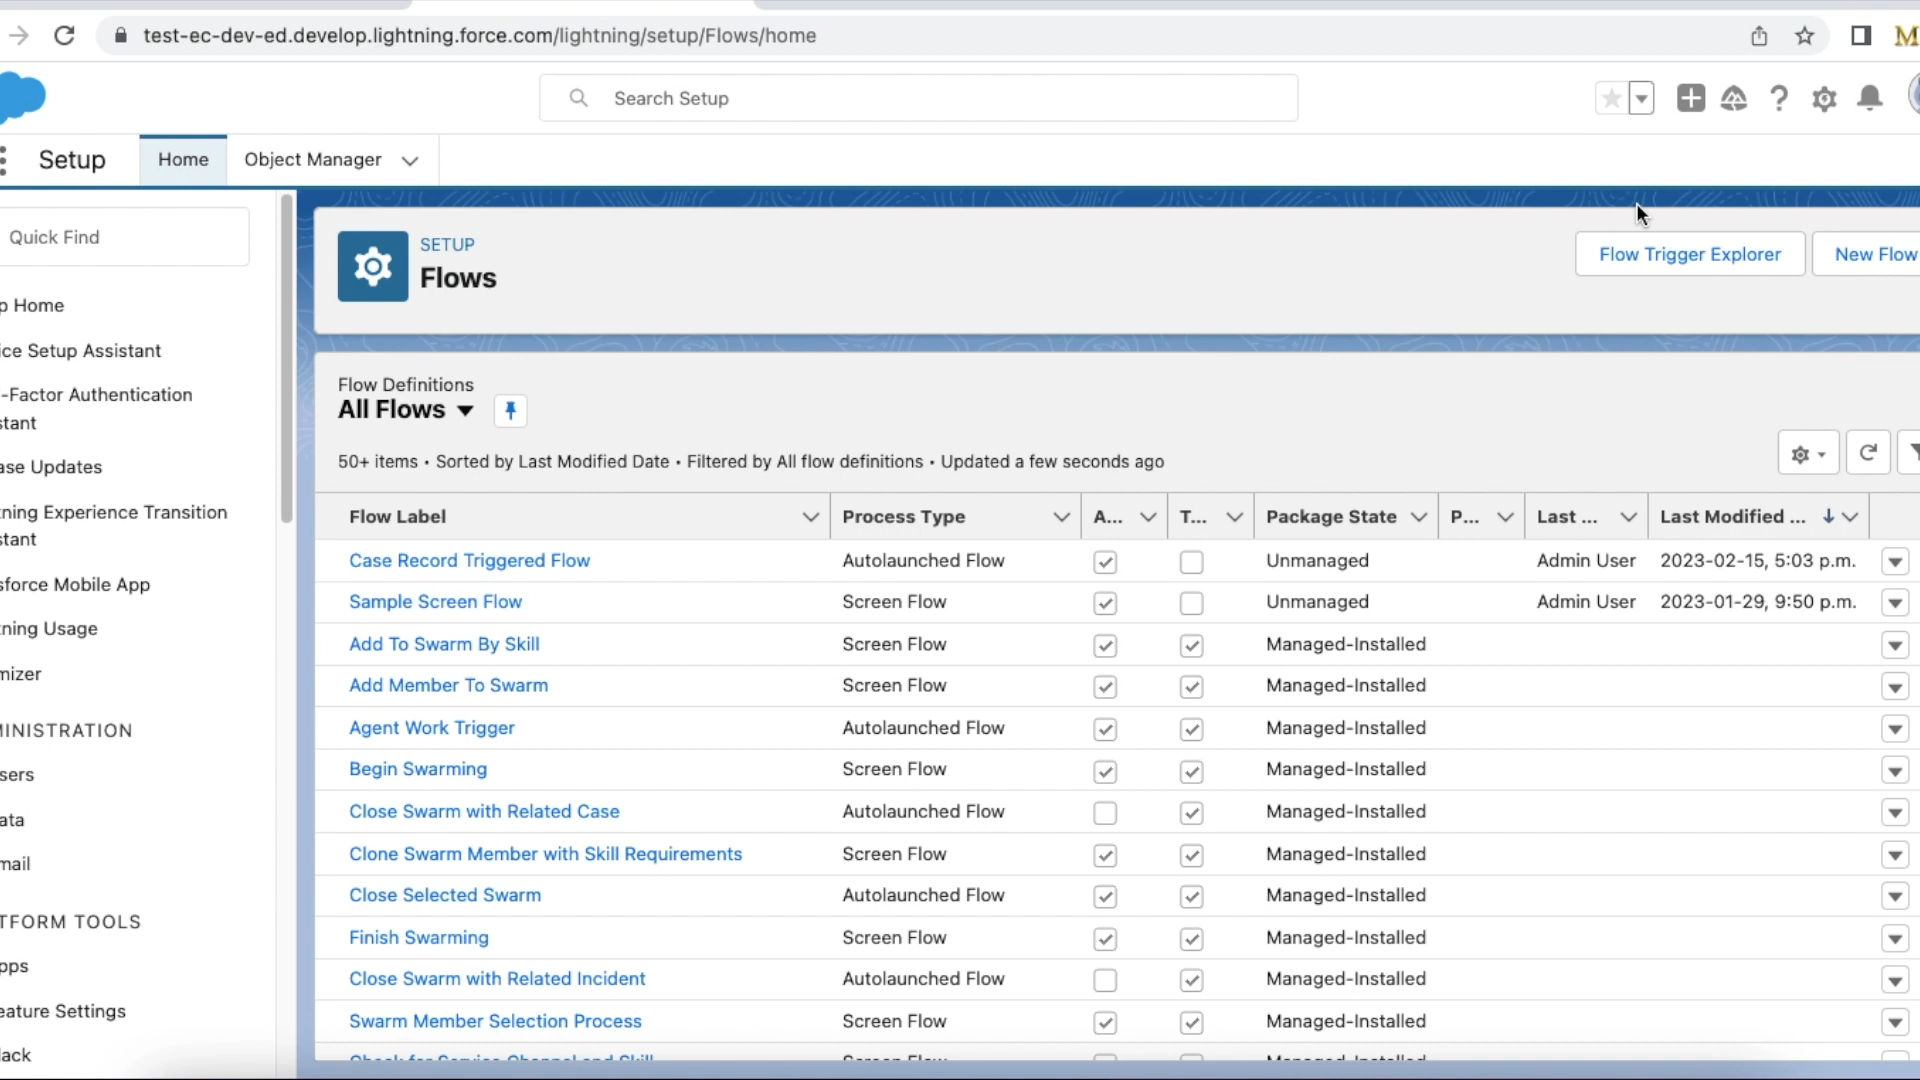 test-ec-dev-ed.develop.lightning.force.com/lightning/setup/Flows/home
M
Search Setup
Setup
Home
Object Manager
Quick Find
p Home
ice Setup Assistant
-Factor Authentication
stant
ase Updates
tning Experience Transition
stant
sforce Mobile App
tning Usage
mizer
MINISTRATION
sers
ata
mail
TFORM TOOLS
pps
eature Settings
lack
SETUP
Flows
Flow Trigger Explorer
New Flow
Flow Definitions
All Flows
50+ items • Sorted by Last Modified Date • Filtered by All flow definitions • Updated a few seconds ago
Flow Label Process Type A... T... Package State P... Last ... Last Modified ...
Case Record Triggered Flow Autolaunched Flow Unmanaged Admin User 2023-02-15, 5:03 p.m.
Sample Screen Flow Screen Flow Unmanaged Admin User 2023-01-29, 9:50 p.m.
Add To Swarm By Skill Screen Flow Managed-Installed
Add Member To Swarm Screen Flow Managed-Installed
Agent Work Trigger Autolaunched Flow Managed-Installed
Begin Swarming Screen Flow Managed-Installed
Close Swarm with Related Case Autolaunched Flow Managed-Installed
Clone Swarm Member with Skill Requirements Screen Flow Managed-Installed
Close Selected Swarm Autolaunched Flow Managed-Installed
Finish Swarming Screen Flow Managed-Installed
Close Swarm with Related Incident Autolaunched Flow Managed-Installed
Swarm Member Selection Process Screen Flow Managed-Installed
Check for Service Channel and Skill Screen Flow Managed-Installed